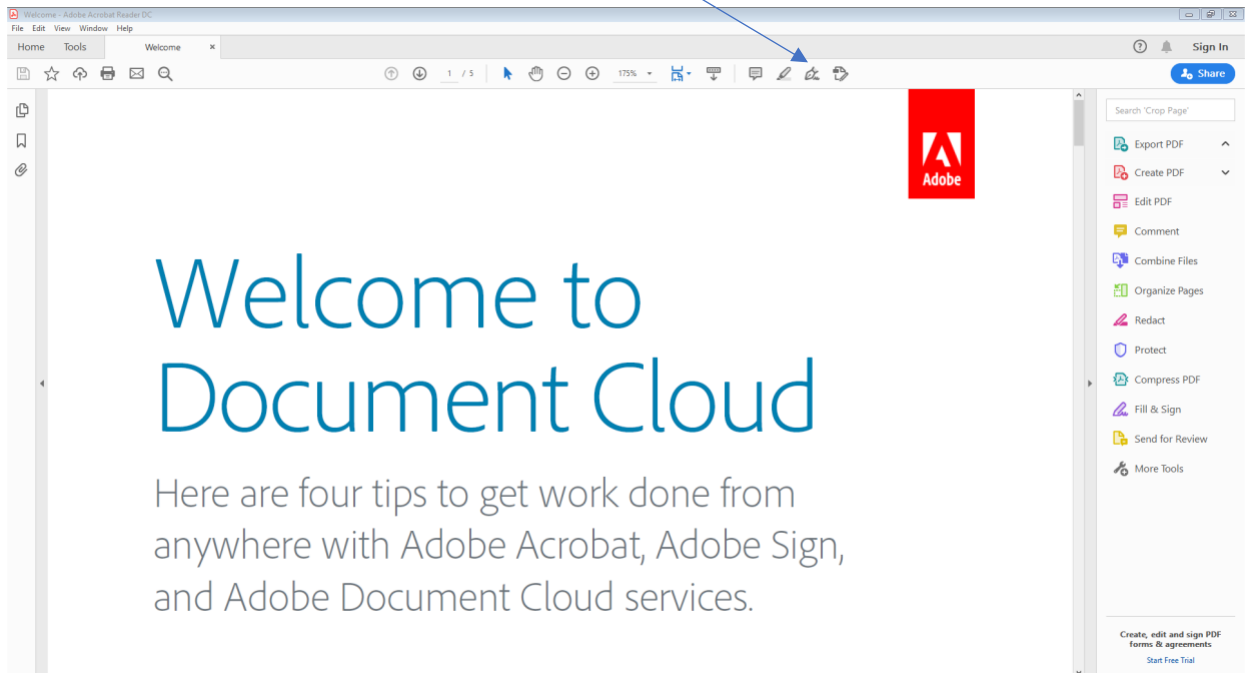 Welcome - Adobe Acrobat Reader DC
File Edit View Window Help
Home Tools Welcome × Sign In
1 / 5 175% Share
Adobe
Welcome to
Document Cloud
Here are four tips to get work done from
anywhere with Adobe Acrobat, Adobe Sign,
and Adobe Document Cloud services.
Search 'Crop Page'
Export PDF
Create PDF
Edit PDF
Comment
Combine Files
Organize Pages
Redact
Protect
Compress PDF
Fill & Sign
Send for Review
More Tools
Create, edit and sign PDF
forms & agreements
Start Free Trial